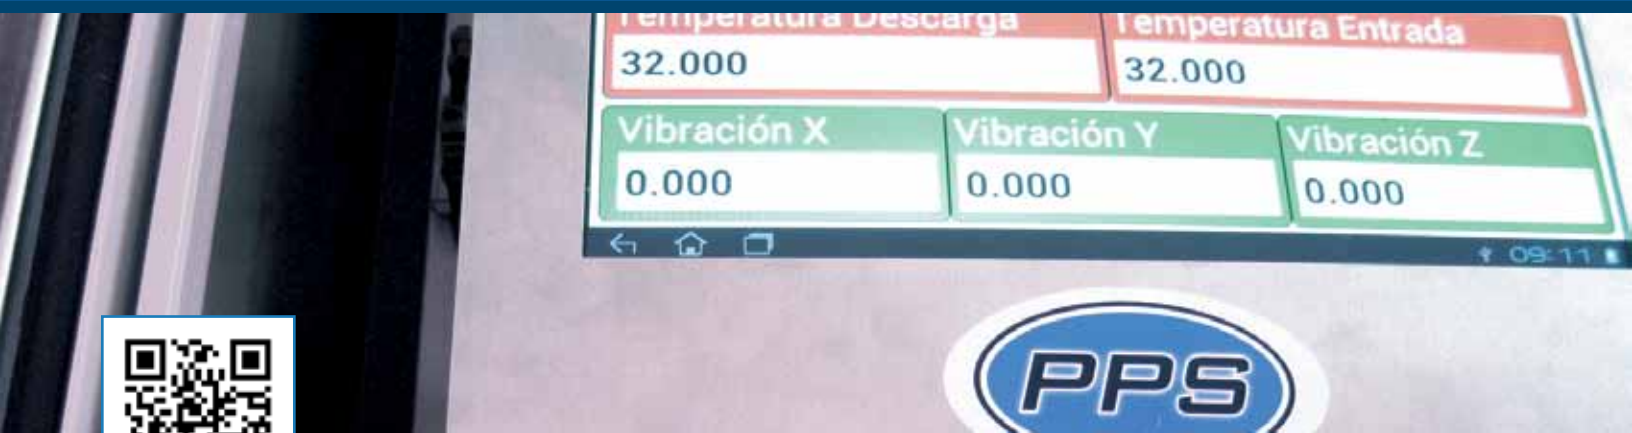 Temperatura Descarga Temperatura Entrada
32.000 32.000
Vibración X Vibración Y Vibración Z
0.000 0.000 0.000
09:11
PPS